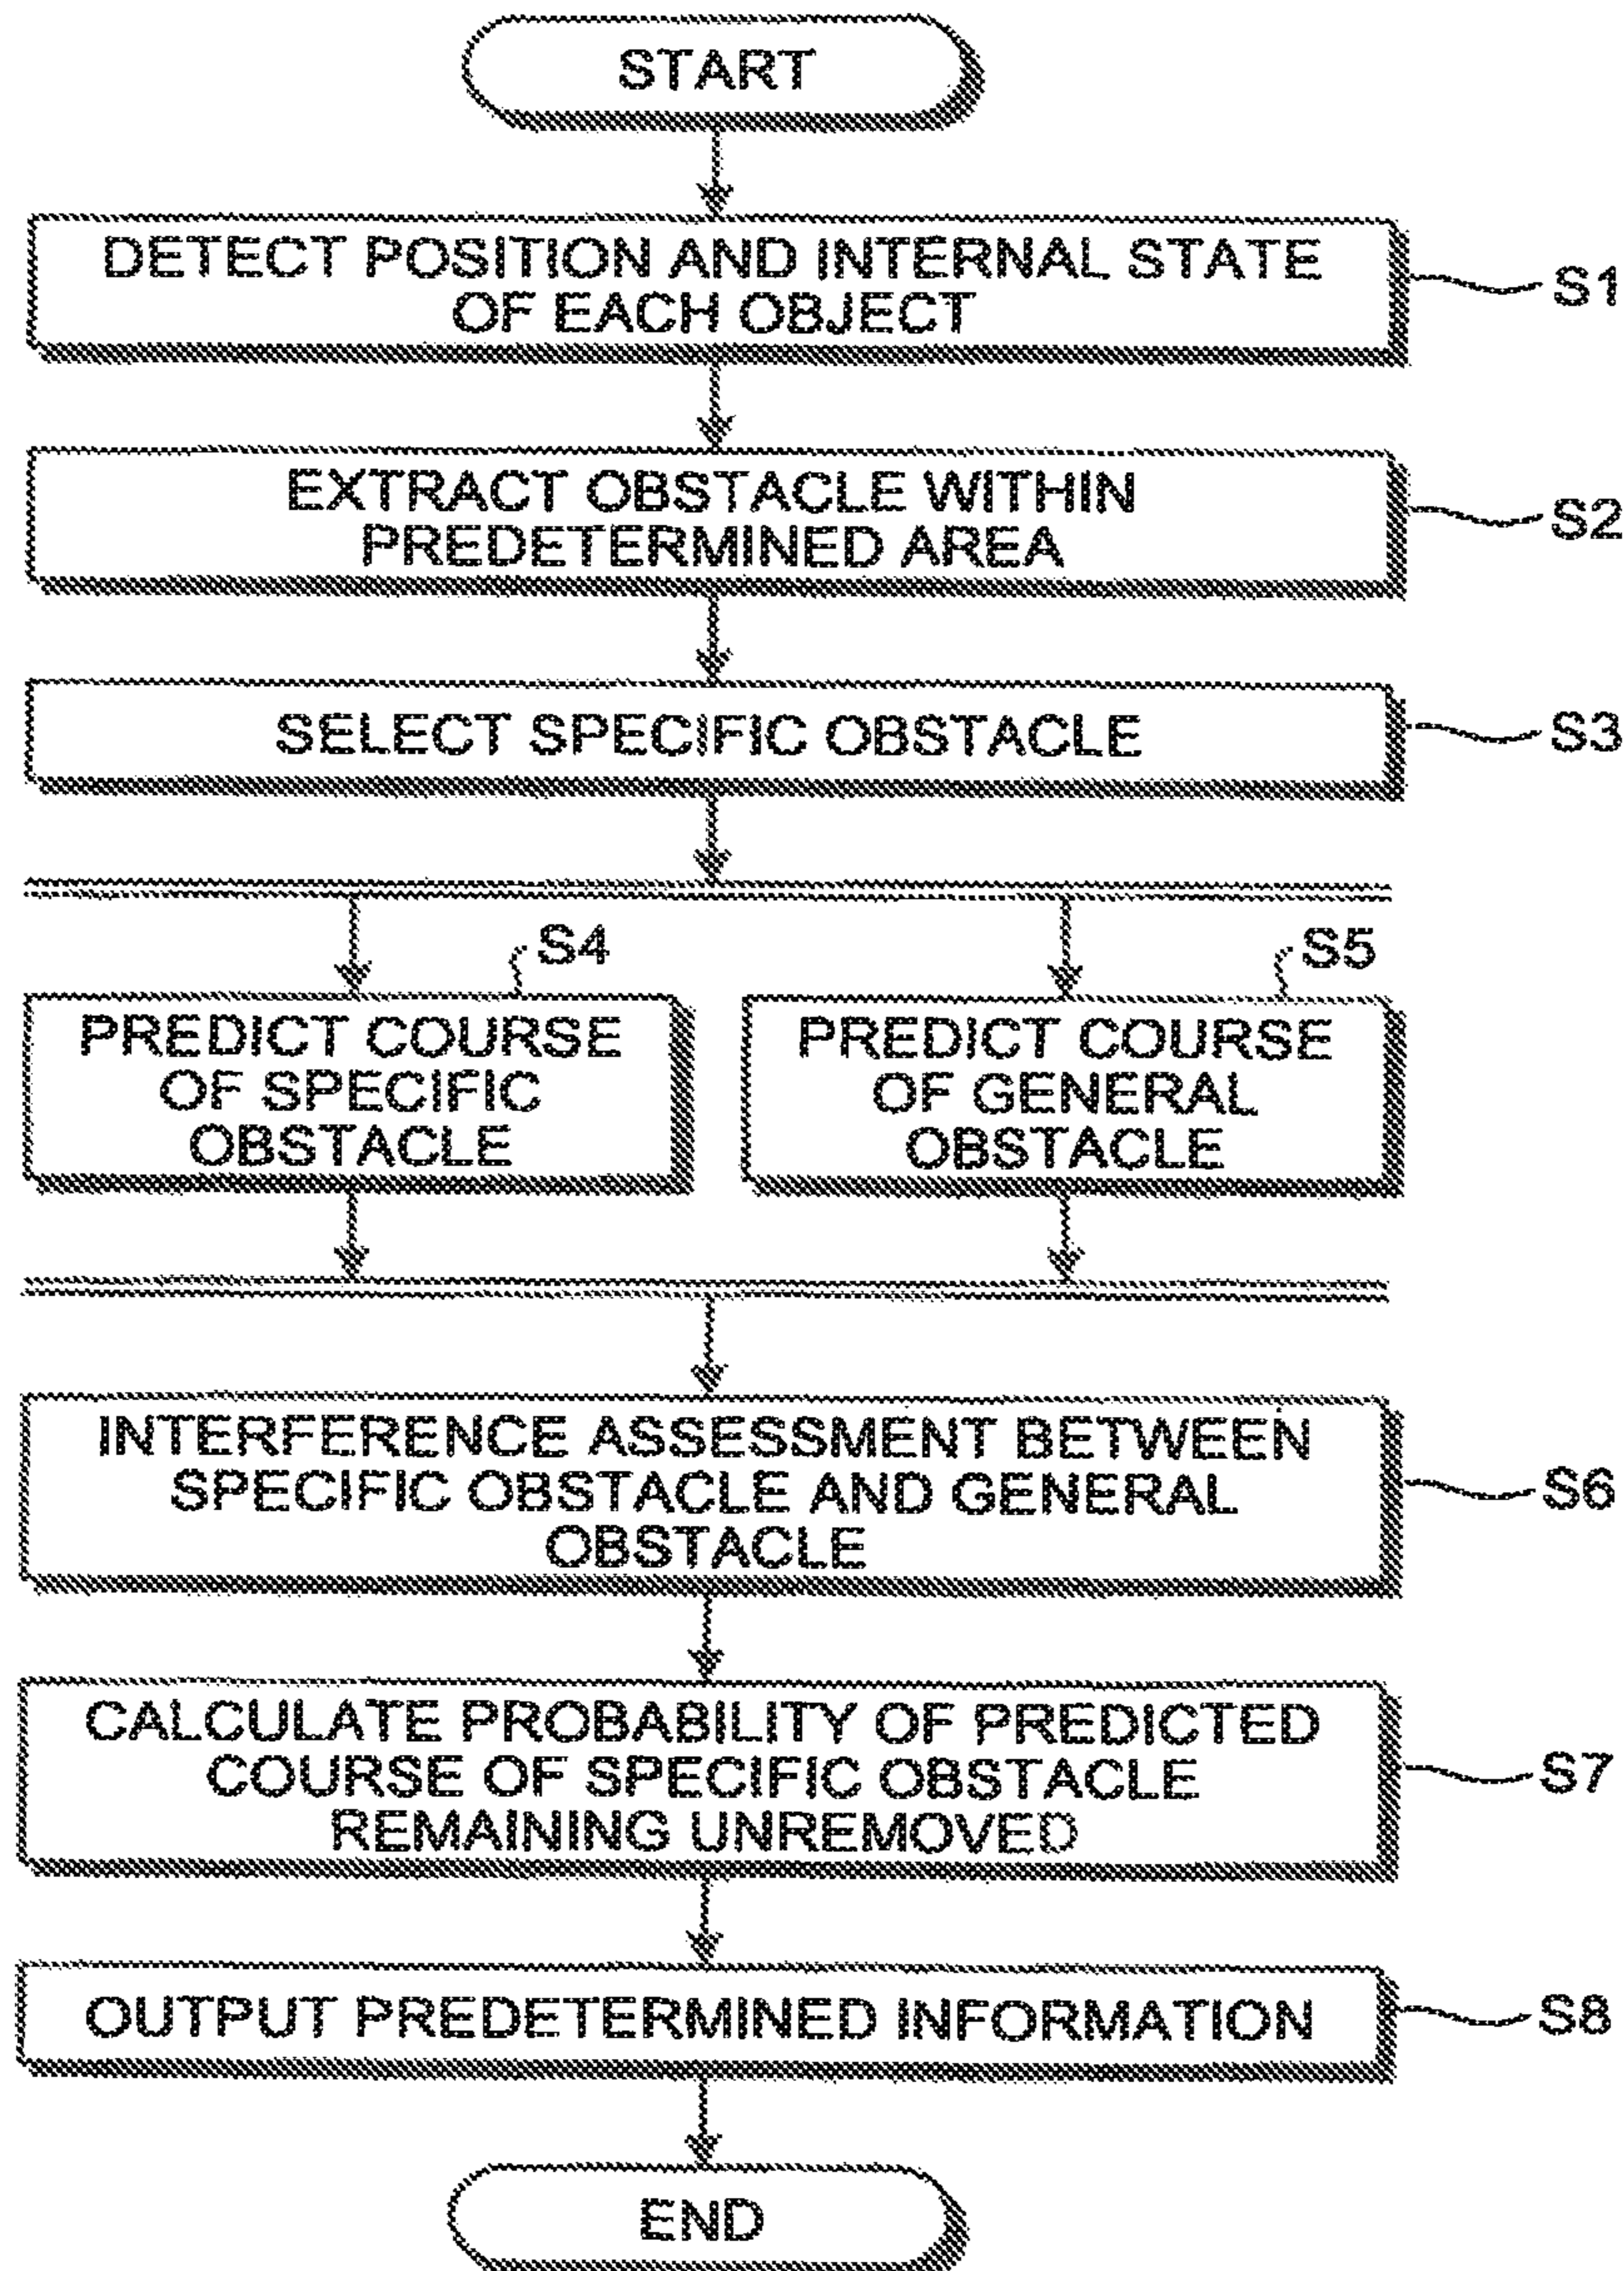 START
DETECT POSITION AND INTERNAL STATE
OF EACH OBJECT
S1
EXTRACT OBSTACLE WITHIN
PREDETERMINED AREA
S2
SELECT SPECIFIC OBSTACLE
S3
S4
PREDICT COURSE
OF SPECIFIC
OBSTACLE
S5
PREDICT COURSE
OF GENERAL
OBSTACLE
INTERFERENCE ASSESSMENT BETWEEN
SPECIFIC OBSTACLE AND GENERAL
OBSTACLE
S6
CALCULATE PROBABILITY OF PREDICTED
COURSE OF SPECIFIC OBSTACLE
REMAINING UNREMOVED
S7
OUTPUT PREDETERMINED INFORMATION
S8
END